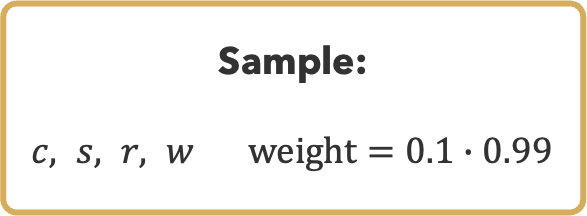 Sample:
c, s, r, w weight = 0.1 · 0.99